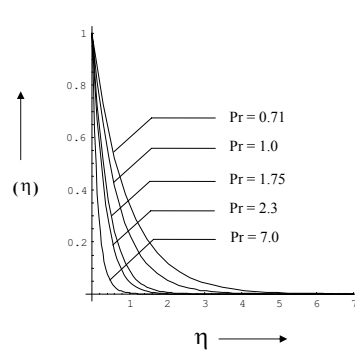 1
0.8
Pr = 0.71
0.6
Pr = 1.0
Pr = 1.75
(η)
0.4
Pr = 2.3
0.2
Pr = 7.0
1 2 3 4 5 6 7
η